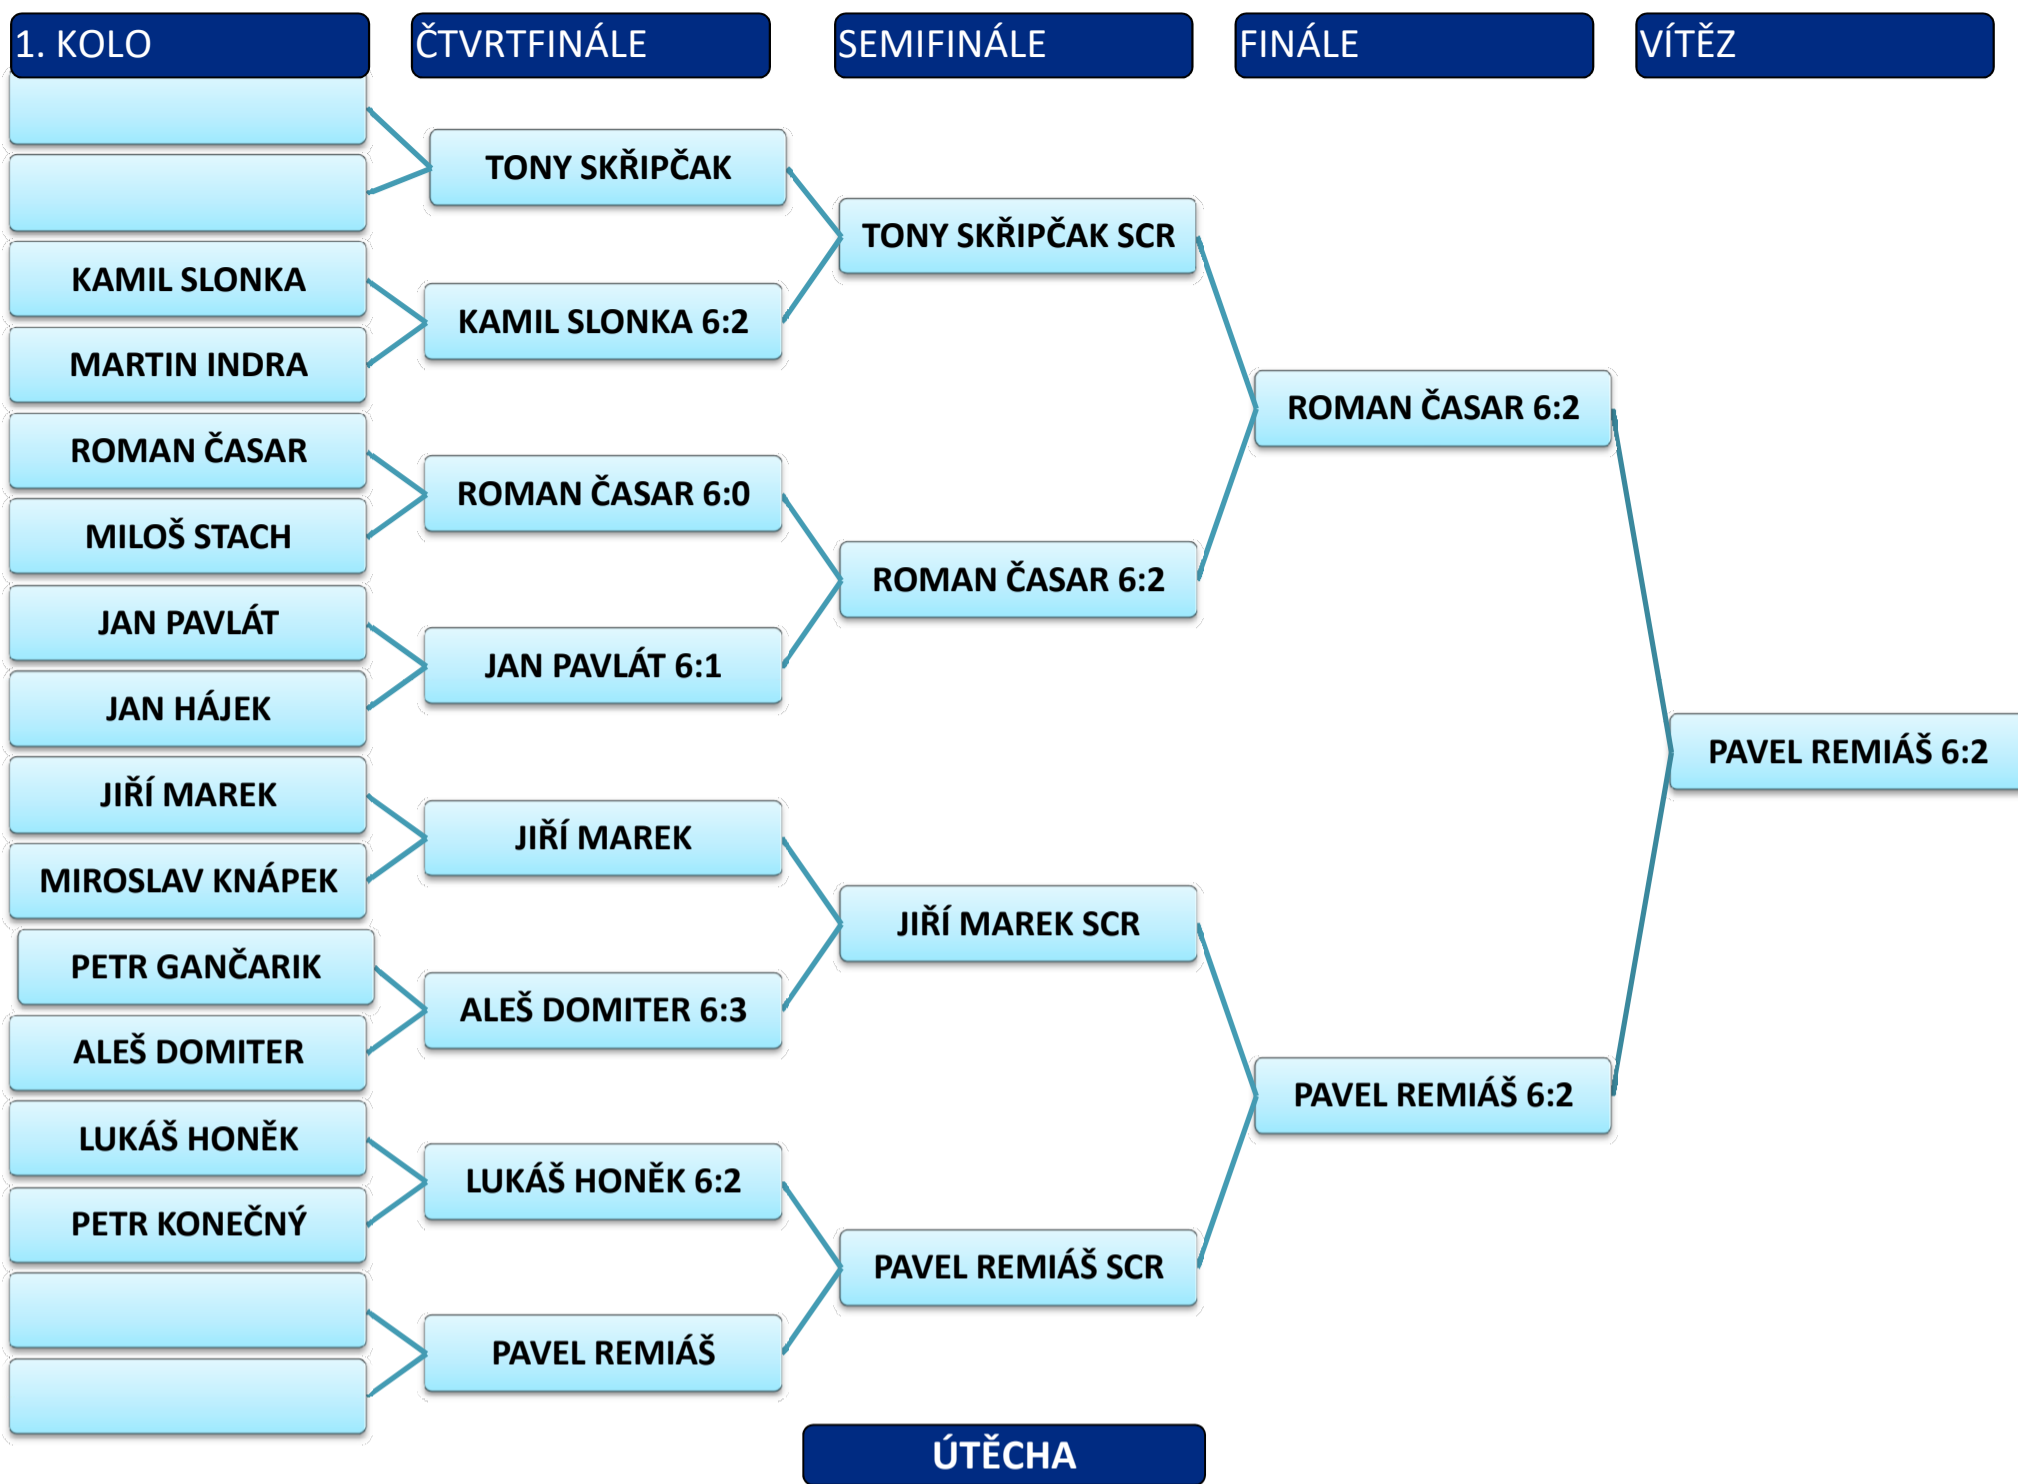 1. KOLO
ČTVRTFINÁLE
SEMIFINÁLE
FINÁLE
VÍTĚZ
KAMIL SLONKA
MARTIN INDRA
ROMAN ČASAR
MILOŠ STACH
JAN PAVLÁT
JAN HÁJEK
JIŘÍ MAREK
MIROSLAV KNÁPEK
PETR GANČARIK
ALEŠ DOMITER
LUKÁŠ HONĚK
PETR KONEČNÝ
TONY SKŘIPČAK
KAMIL SLONKA 6:2
ROMAN ČASAR 6:0
JAN PAVLÁT 6:1
JIŘÍ MAREK
ALEŠ DOMITER 6:3
LUKÁŠ HONĚK 6:2
PAVEL REMIÁŠ
TONY SKŘIPČAK SCR
ROMAN ČASAR 6:2
JIŘÍ MAREK SCR
PAVEL REMIÁŠ SCR
ROMAN ČASAR 6:2
PAVEL REMIÁŠ 6:2
PAVEL REMIÁŠ 6:2
ÚTĚCHA